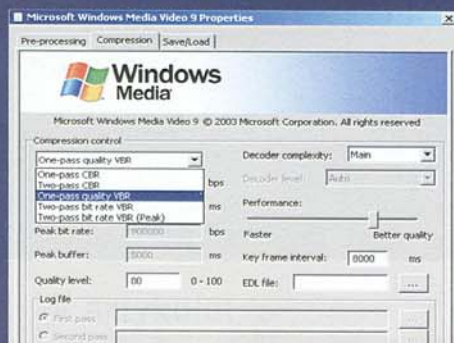 Microsoft Windows Media Video 9 Properties
Pre-processing Compression Save/Load
Windows
Media
Microsoft Windows Media Video 9 © 2003 Microsoft Corporation. All rights reserved
Compression control
One-pass quality VBR
Decoder complexity: Main
One-pass CBR
Two-pass CBR
One-pass quality VBR
Two-pass bit rate VBR
Two-pass bit rate VBR (Peak)
bps
Decoder level: Auto
ms
Performance:
Peak bit rate: bps
Faster Better quality
Peak buffer: 5000 ms
Key frame interval: 8000 ms
Quality level: 0 - 100
EDL file: ...
Log file
First pass ...
Second pass ...